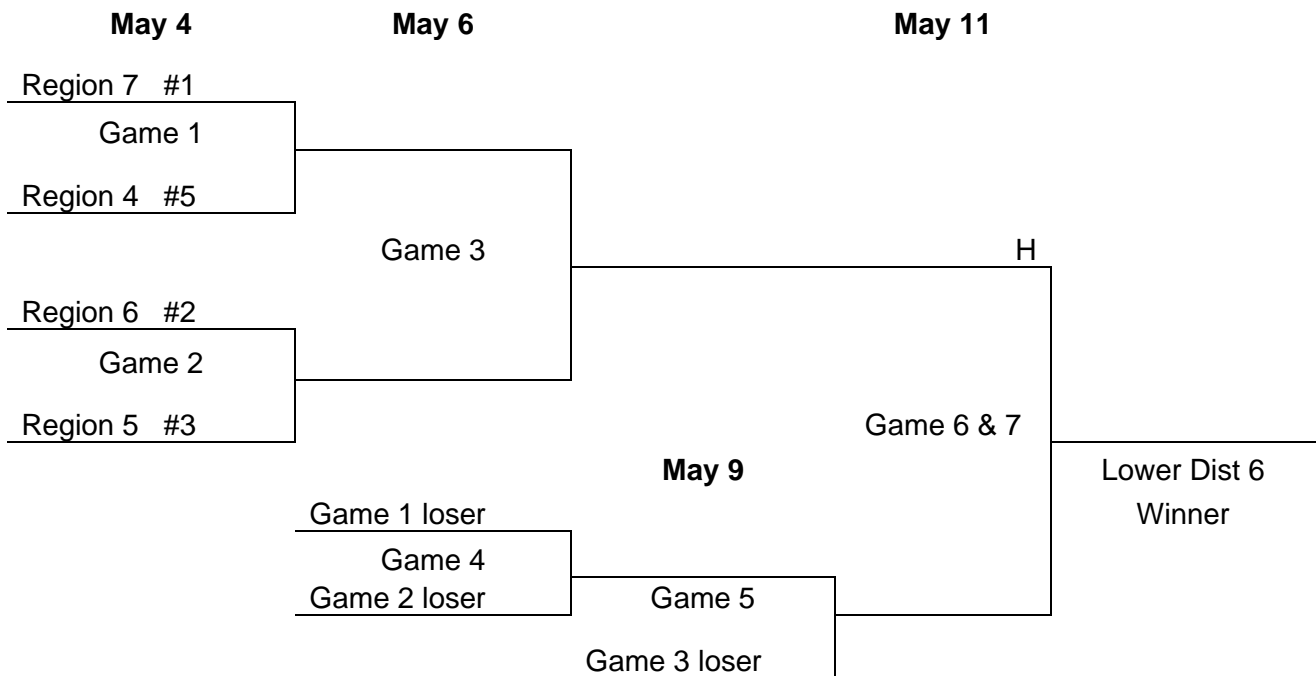 May 4 May 6 May 11
Region 7 #1
Game 1
Region 4 #5
Game 3 H
Region 6 #2
Game 2
Region 5 #3 Game 6 & 7
May 9 Lower Dist 6
Game 1 loser Winner
Game 4
Game 2 loser Game 5
Game 3 loser